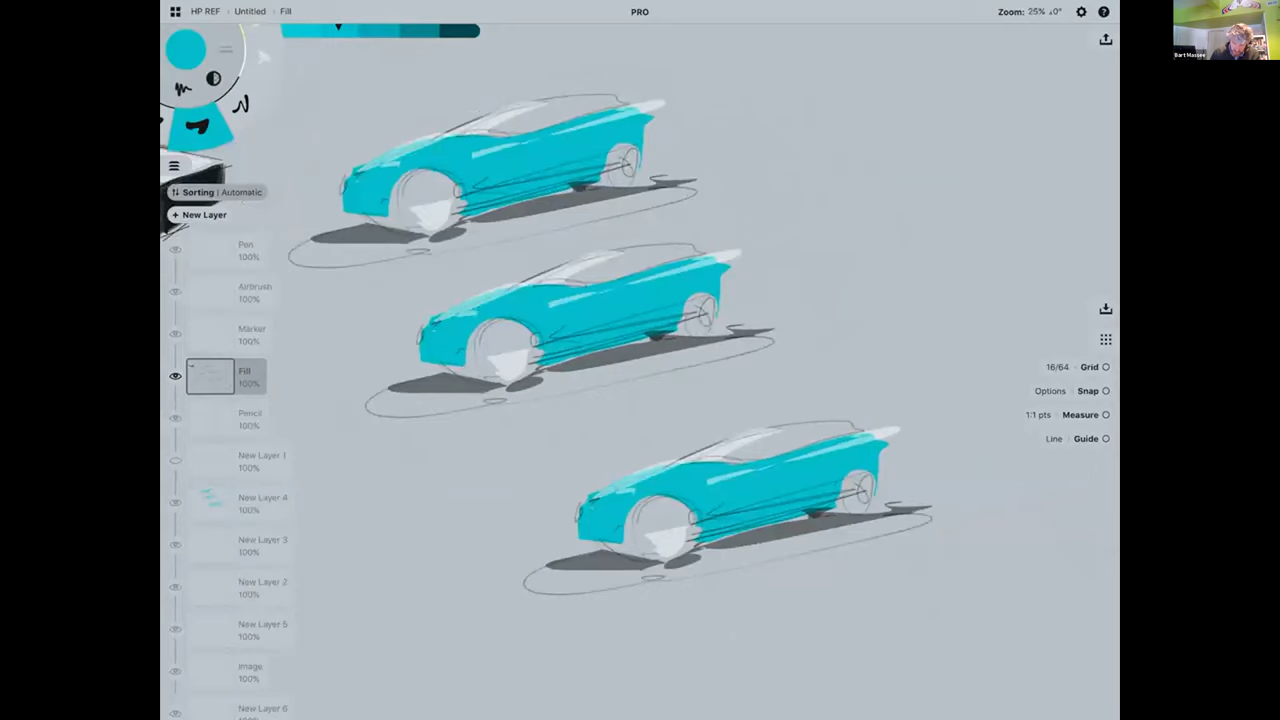 HP REF
Untitled
Fill
PRO
Zoom: 25% 0°
Sorting | Automatic
+ New Layer
Pen
100%
Airbrush
100%
Marker
100%
Fill
100%
Pencil
100%
New Layer 1
100%
New Layer 4
100%
New Layer 3
100%
New Layer 2
100%
New Layer 5
100%
Image
100%
New Layer 6
16/64 Grid
Options Snap
1:1 pts Measure
Line Guide